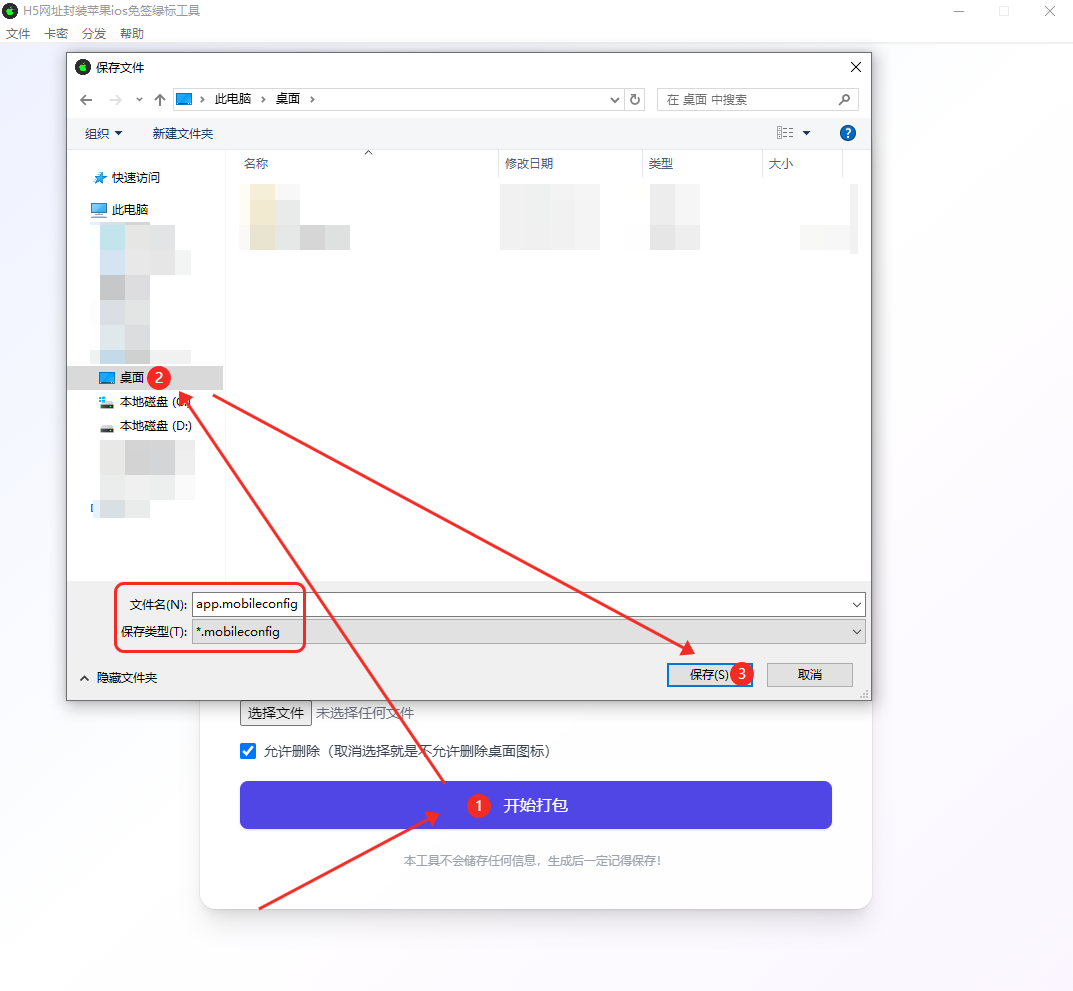 H5网址封装苹果ios免签绿标工具
文件 卡密 分发 帮助
保存文件
此电脑 桌面
在 桌面 中搜索
组织 新建文件夹
?
名称 修改日期 类型 大小
快速访问
此电脑
桌面 2
本地磁盘 (C:)
本地磁盘 (D:)
文件名(N): app.mobileconfig
保存类型(T): *.mobileconfig
隐藏文件夹
保存(S) 3 取消
选择文件 未选择任何文件
允许删除（取消选择就是不允许删除桌面图标）
1 开始打包
本工具不会储存任何信息，生成后一定记得保存！